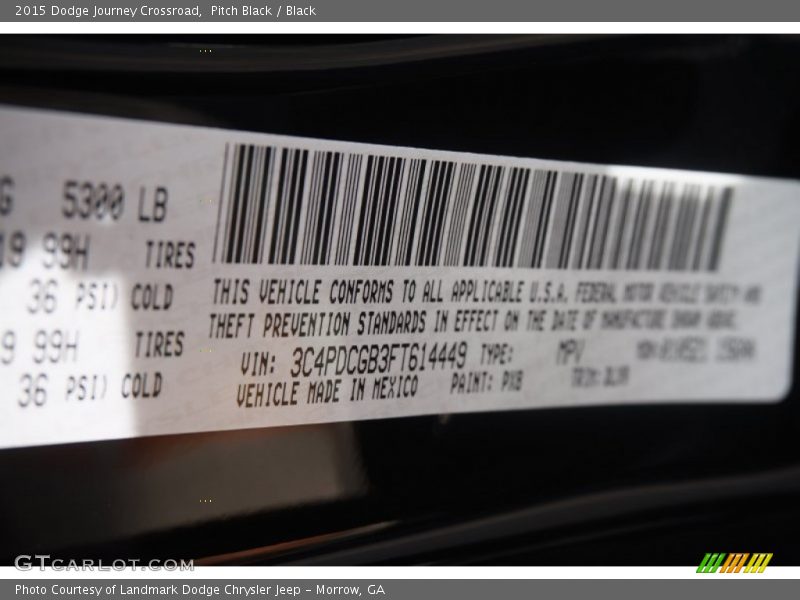 2015 Dodge Journey Crossroad, Pitch Black / Black
G 5300 LB
19 99H TIRES
36 PSI) COLD
9 99H TIRES
36 PSI) COLD
THIS VEHICLE CONFORMS TO ALL APPLICABLE U.S.A. FEDERAL MOTOR VEHICLE SAFETY AND
THEFT PREVENTION STANDARDS IN EFFECT ON THE DATE OF MANUFACTURE SHOWN ABOVE.
VIN: 3C4PDCGB3FT614449 TYPE: MPV
VEHICLE MADE IN MEXICO PAINT: PXB TRIM:
GTCARLOT.COM
Photo Courtesy of Landmark Dodge Chrysler Jeep – Morrow, GA